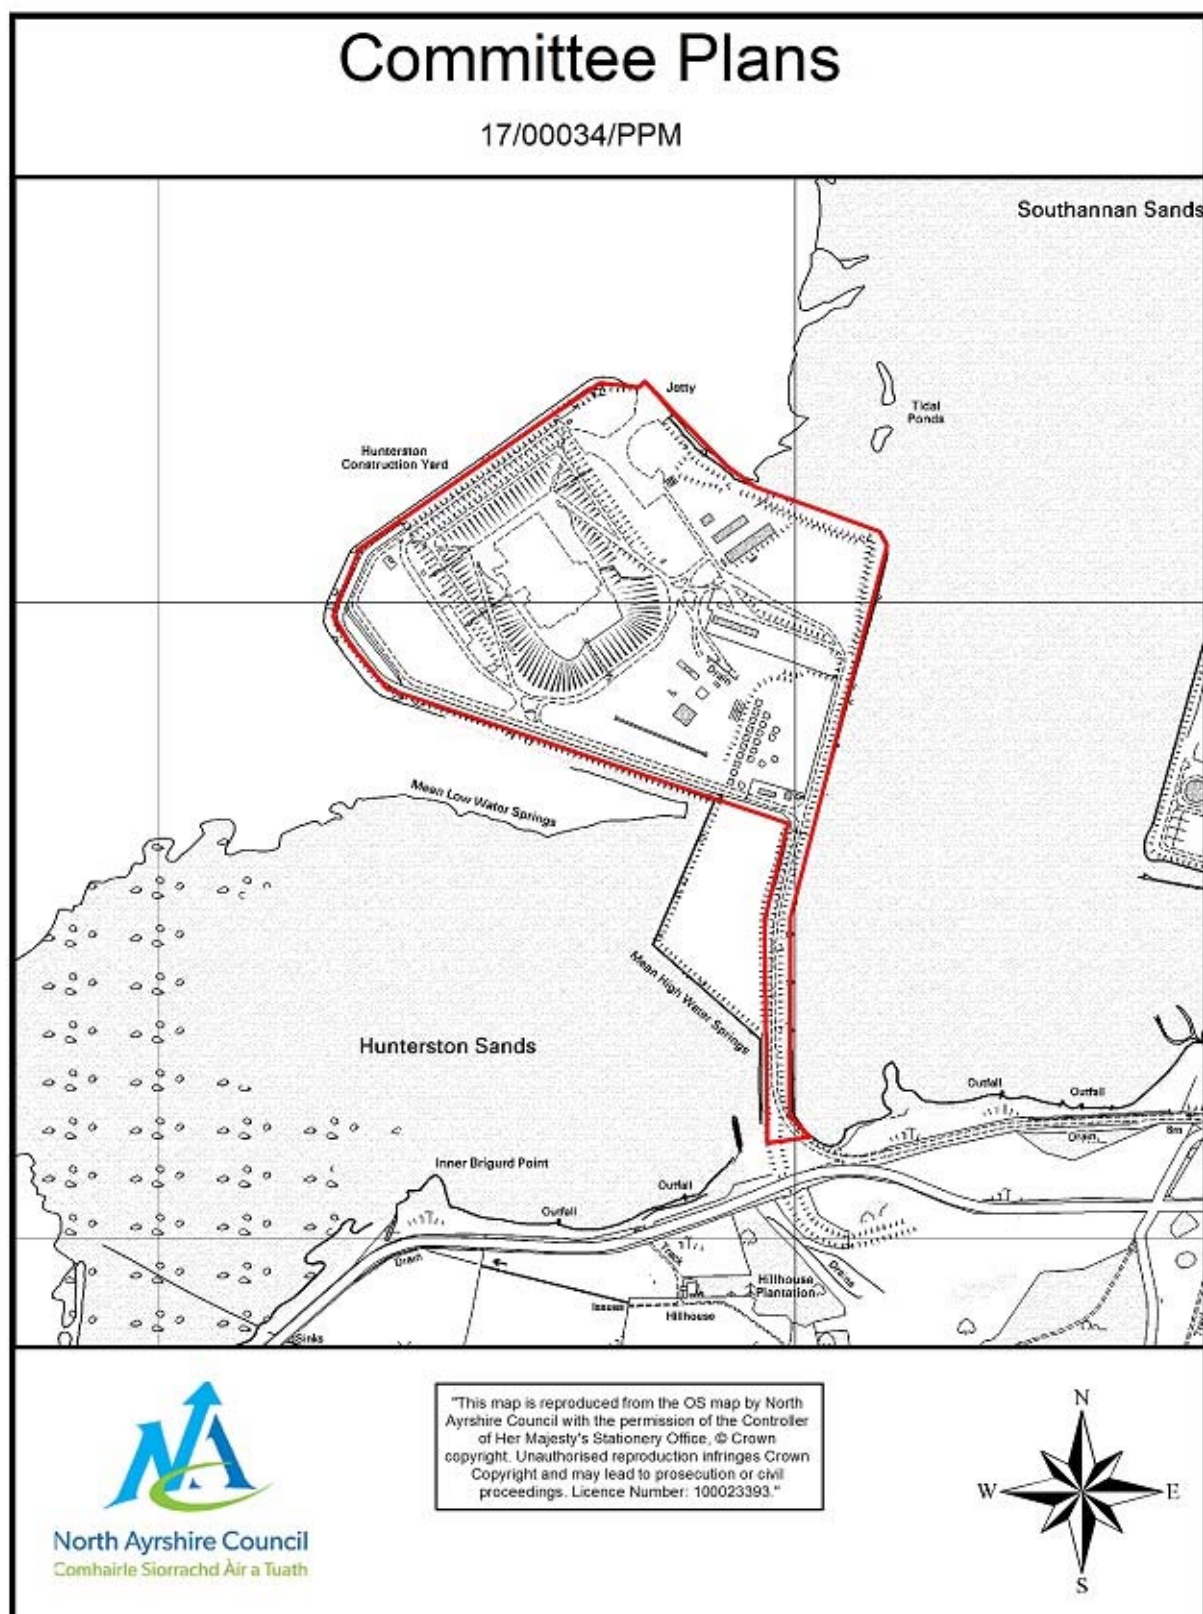 Committee Plans
17/00034/PPM
Southannan Sands
Jetty
Tidal
Ponds
Hunterston
Construction Yard
Drain
Mean Low Water Springs
Mean High Water Springs
Hunterston Sands
Outfall
Outfall
Drain
8m
Inner Brigurd Point
Outfall
Outfall
Drain
Track
Drains
Hillhouse
Plantation
Issues
Hillhouse
Sinks
"This map is reproduced from the OS map by North
Ayrshire Council with the permission of the Controller
of Her Majesty's Stationery Office, © Crown
copyright. Unauthorised reproduction infringes Crown
Copyright and may lead to prosecution or civil
proceedings. Licence Number: 100023393."
North Ayrshire Council
Comhairle Siorrachd Àir a Tuath
N
W
E
S